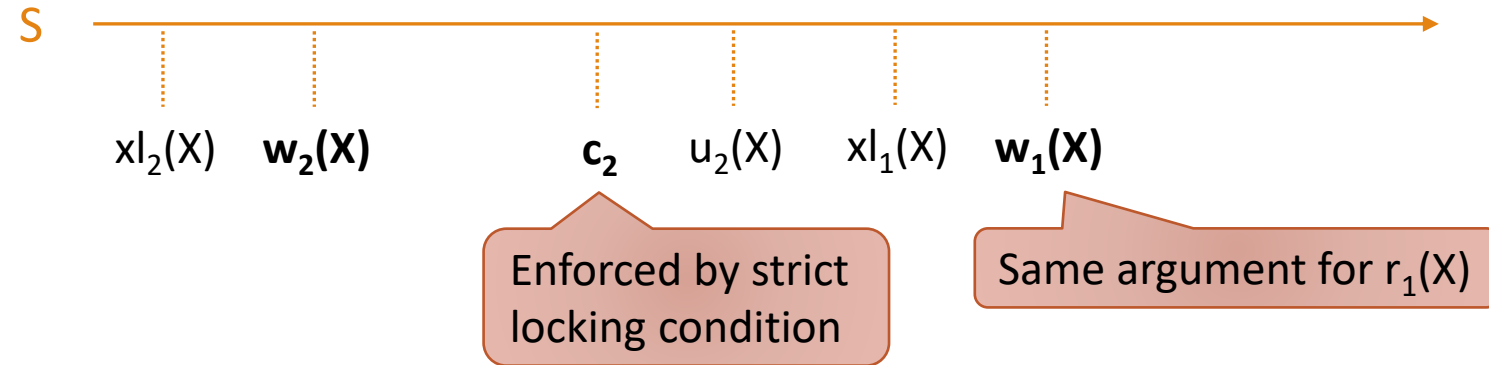 S
xl₂(X) w₂(X) c₂ u₂(X) xl₁(X) w₁(X)
Enforced by strict
locking condition
Same argument for r₁(X)